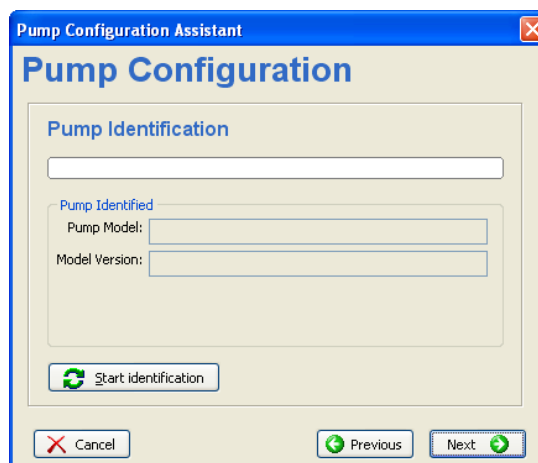 Pump Configuration Assistant
Pump Configuration
Pump Identification
Pump Identified
Pump Model:
Model Version:
Start identification
Cancel
Previous
Next